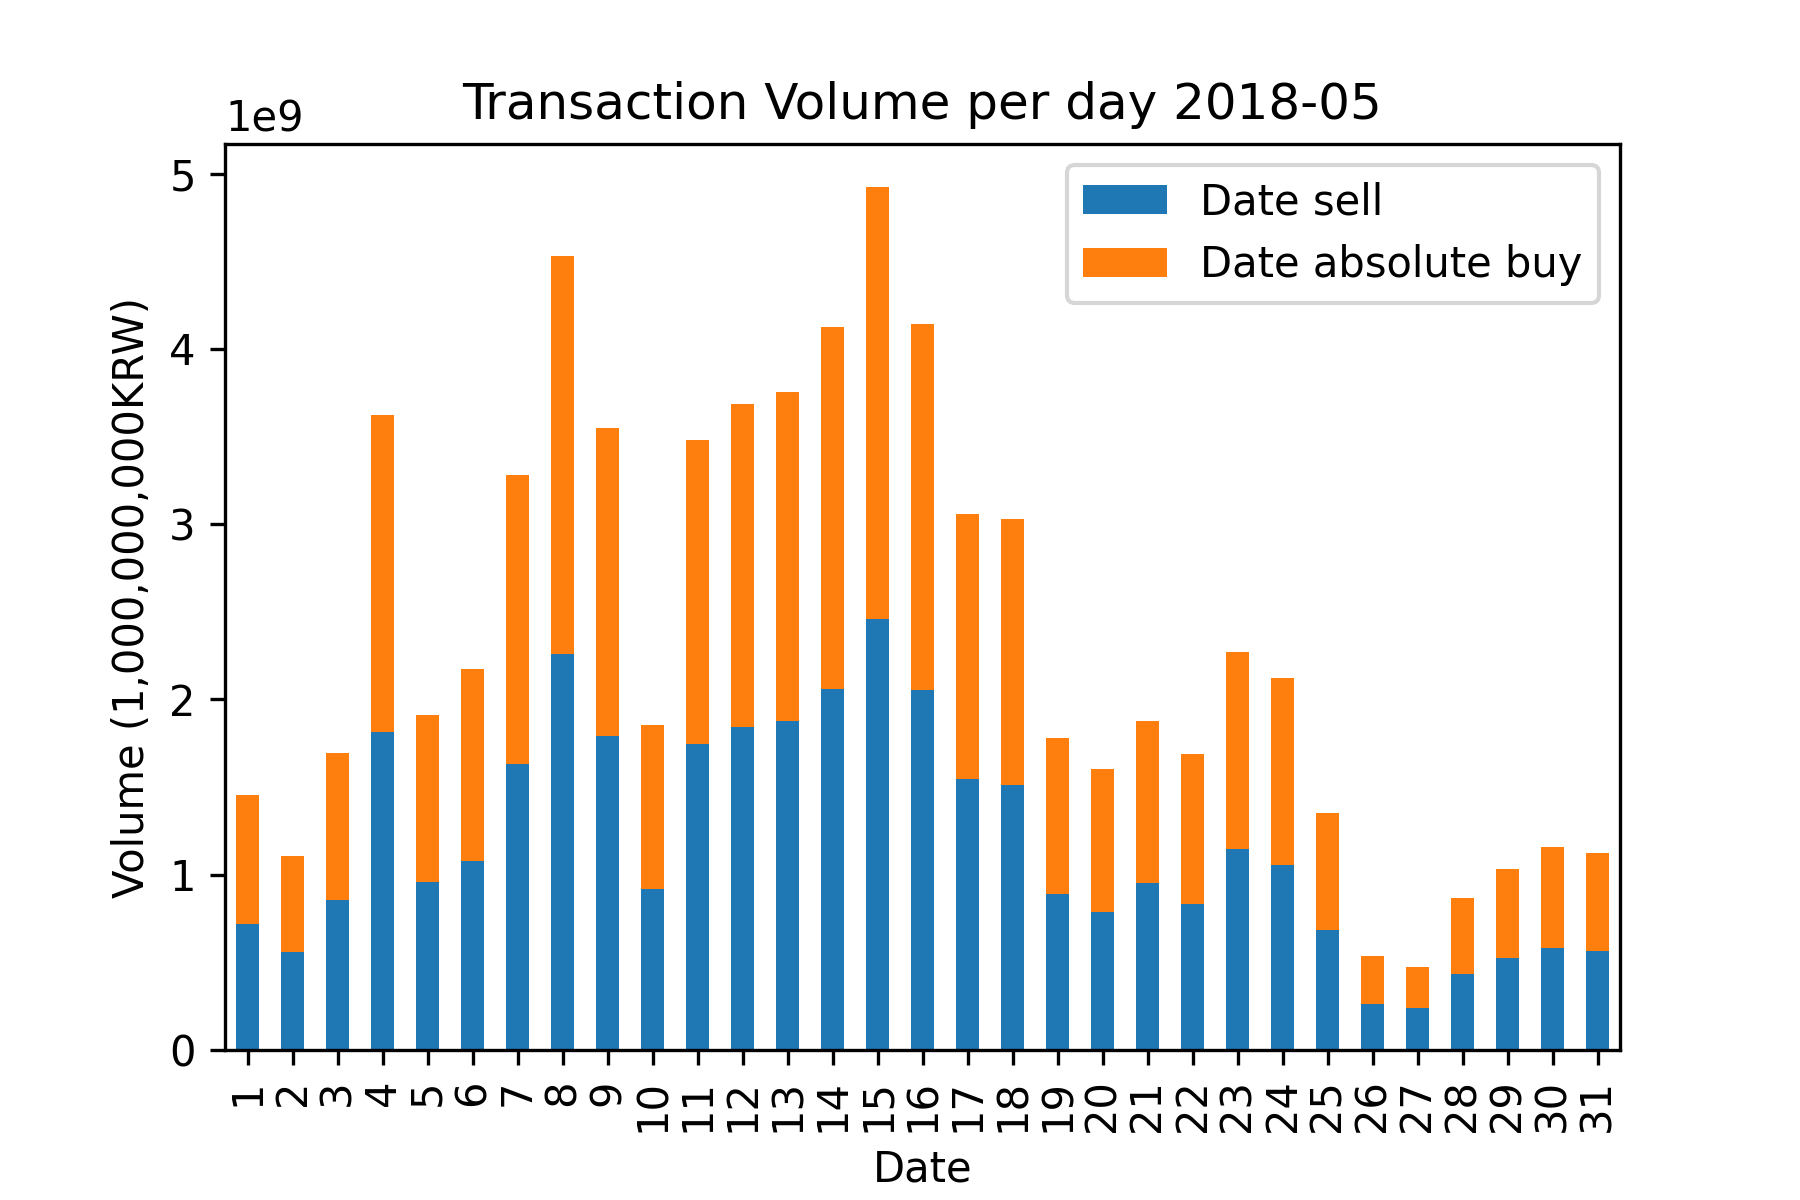 Transaction Volume per day 2018-05
1e9
5
4
3
2
1
0
Volume (1,000,000,000KRW)
Date sell
Date absolute buy
1 2 3 4 5 6 7 8 9 10 11 12 13 14 15 16 17 18 19 20 21 22 23 24 25 26 27 28 29 30 31
Date